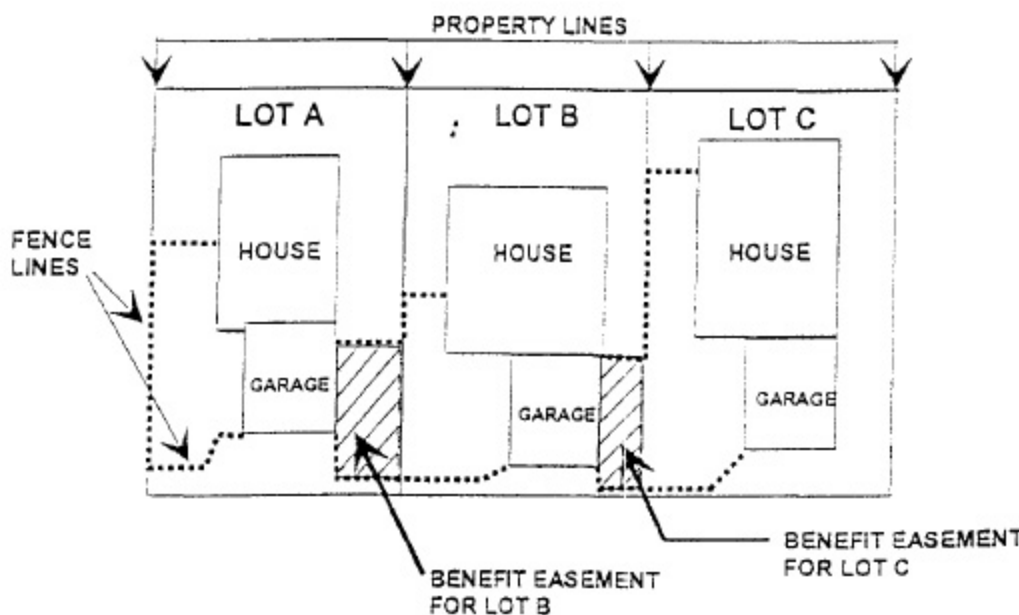 PROPERTY LINES
LOT A
LOT B
LOT C
FENCE
LINES
HOUSE
HOUSE
HOUSE
GARAGE
GARAGE
GARAGE
BENEFIT EASEMENT
FOR LOT C
BENEFIT EASEMENT
FOR LOT B